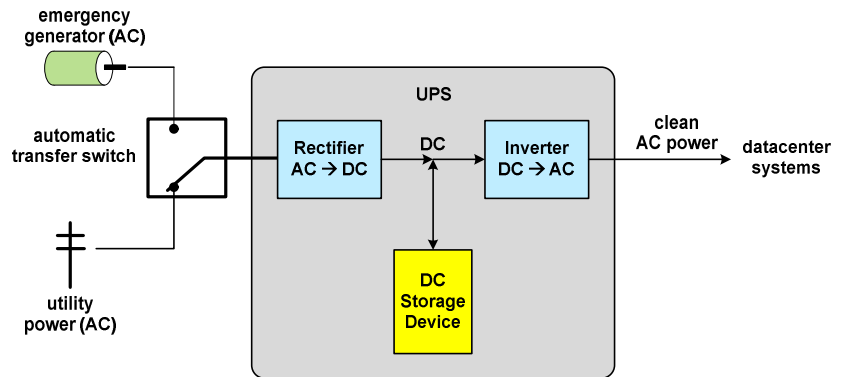 emergency
generator (AC)
automatic
transfer switch
utility
power (AC)
UPS
Rectifier
AC → DC
DC
Inverter
DC → AC
DC
Storage
Device
clean
AC power
datacenter
systems